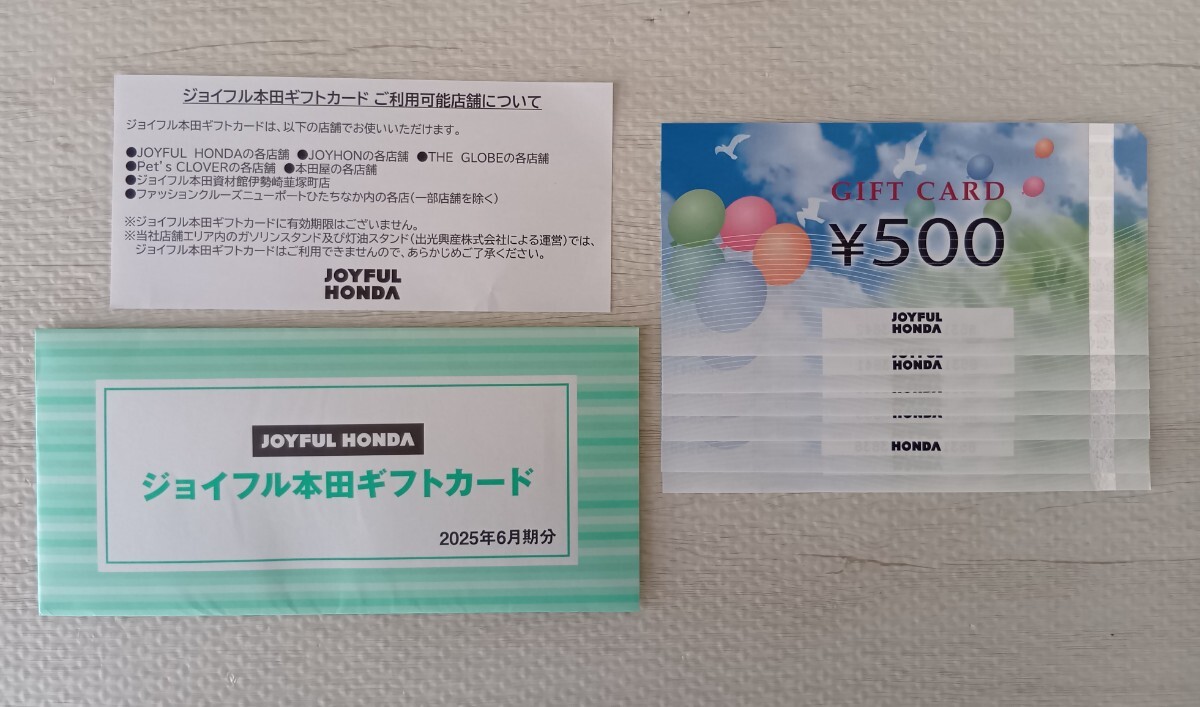 ジョイフル本田ギフトカード ご利用可能店舗について
ジョイフル本田ギフトカードは、以下の店舗でお使いいただけます。
●JOYFUL HONDAの各店舗 ●JOYHONの各店舗 ●THE GLOBEの各店舗
●Pet's CLOVERの各店舗 ●本田屋の各店舗
●ジョイフル本田資材館伊勢崎韮塚町店
●ファッションクルーズニューポートひたちなか内の各店(一部店舗を除く)
※ジョイフル本田ギフトカードに有効期限はございません。
※当社店舗エリア内のガソリンスタンド及び灯油スタンド(出光興産株式会社による運営)では、
ジョイフル本田ギフトカードはご利用できませんので、あらかじめご了承ください。
JOYFUL
HONDA
JOYFUL HONDA
ジョイフル本田ギフトカード
2025年6月期分
GIFT CARD
¥500
JOYFUL
HONDA
JOYFUL
HONDA
HONDA
HONDA